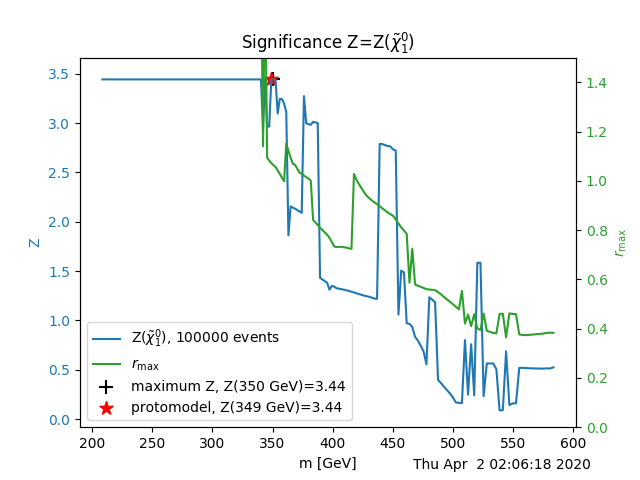 Significance Z=Z(χ̃₁⁰)
3.5
3.0
2.5
2.0
1.5
1.0
0.5
0.0
Z
1.4
1.2
1.0
0.8
0.6
0.4
0.2
0.0
r_max
Z(χ̃₁⁰), 100000 events
r_max
maximum Z, Z(350 GeV)=3.44
protomodel, Z(349 GeV)=3.44
200 250 300 350 400 450 500 550 600
m [GeV]
Thu Apr  2 02:06:18 2020